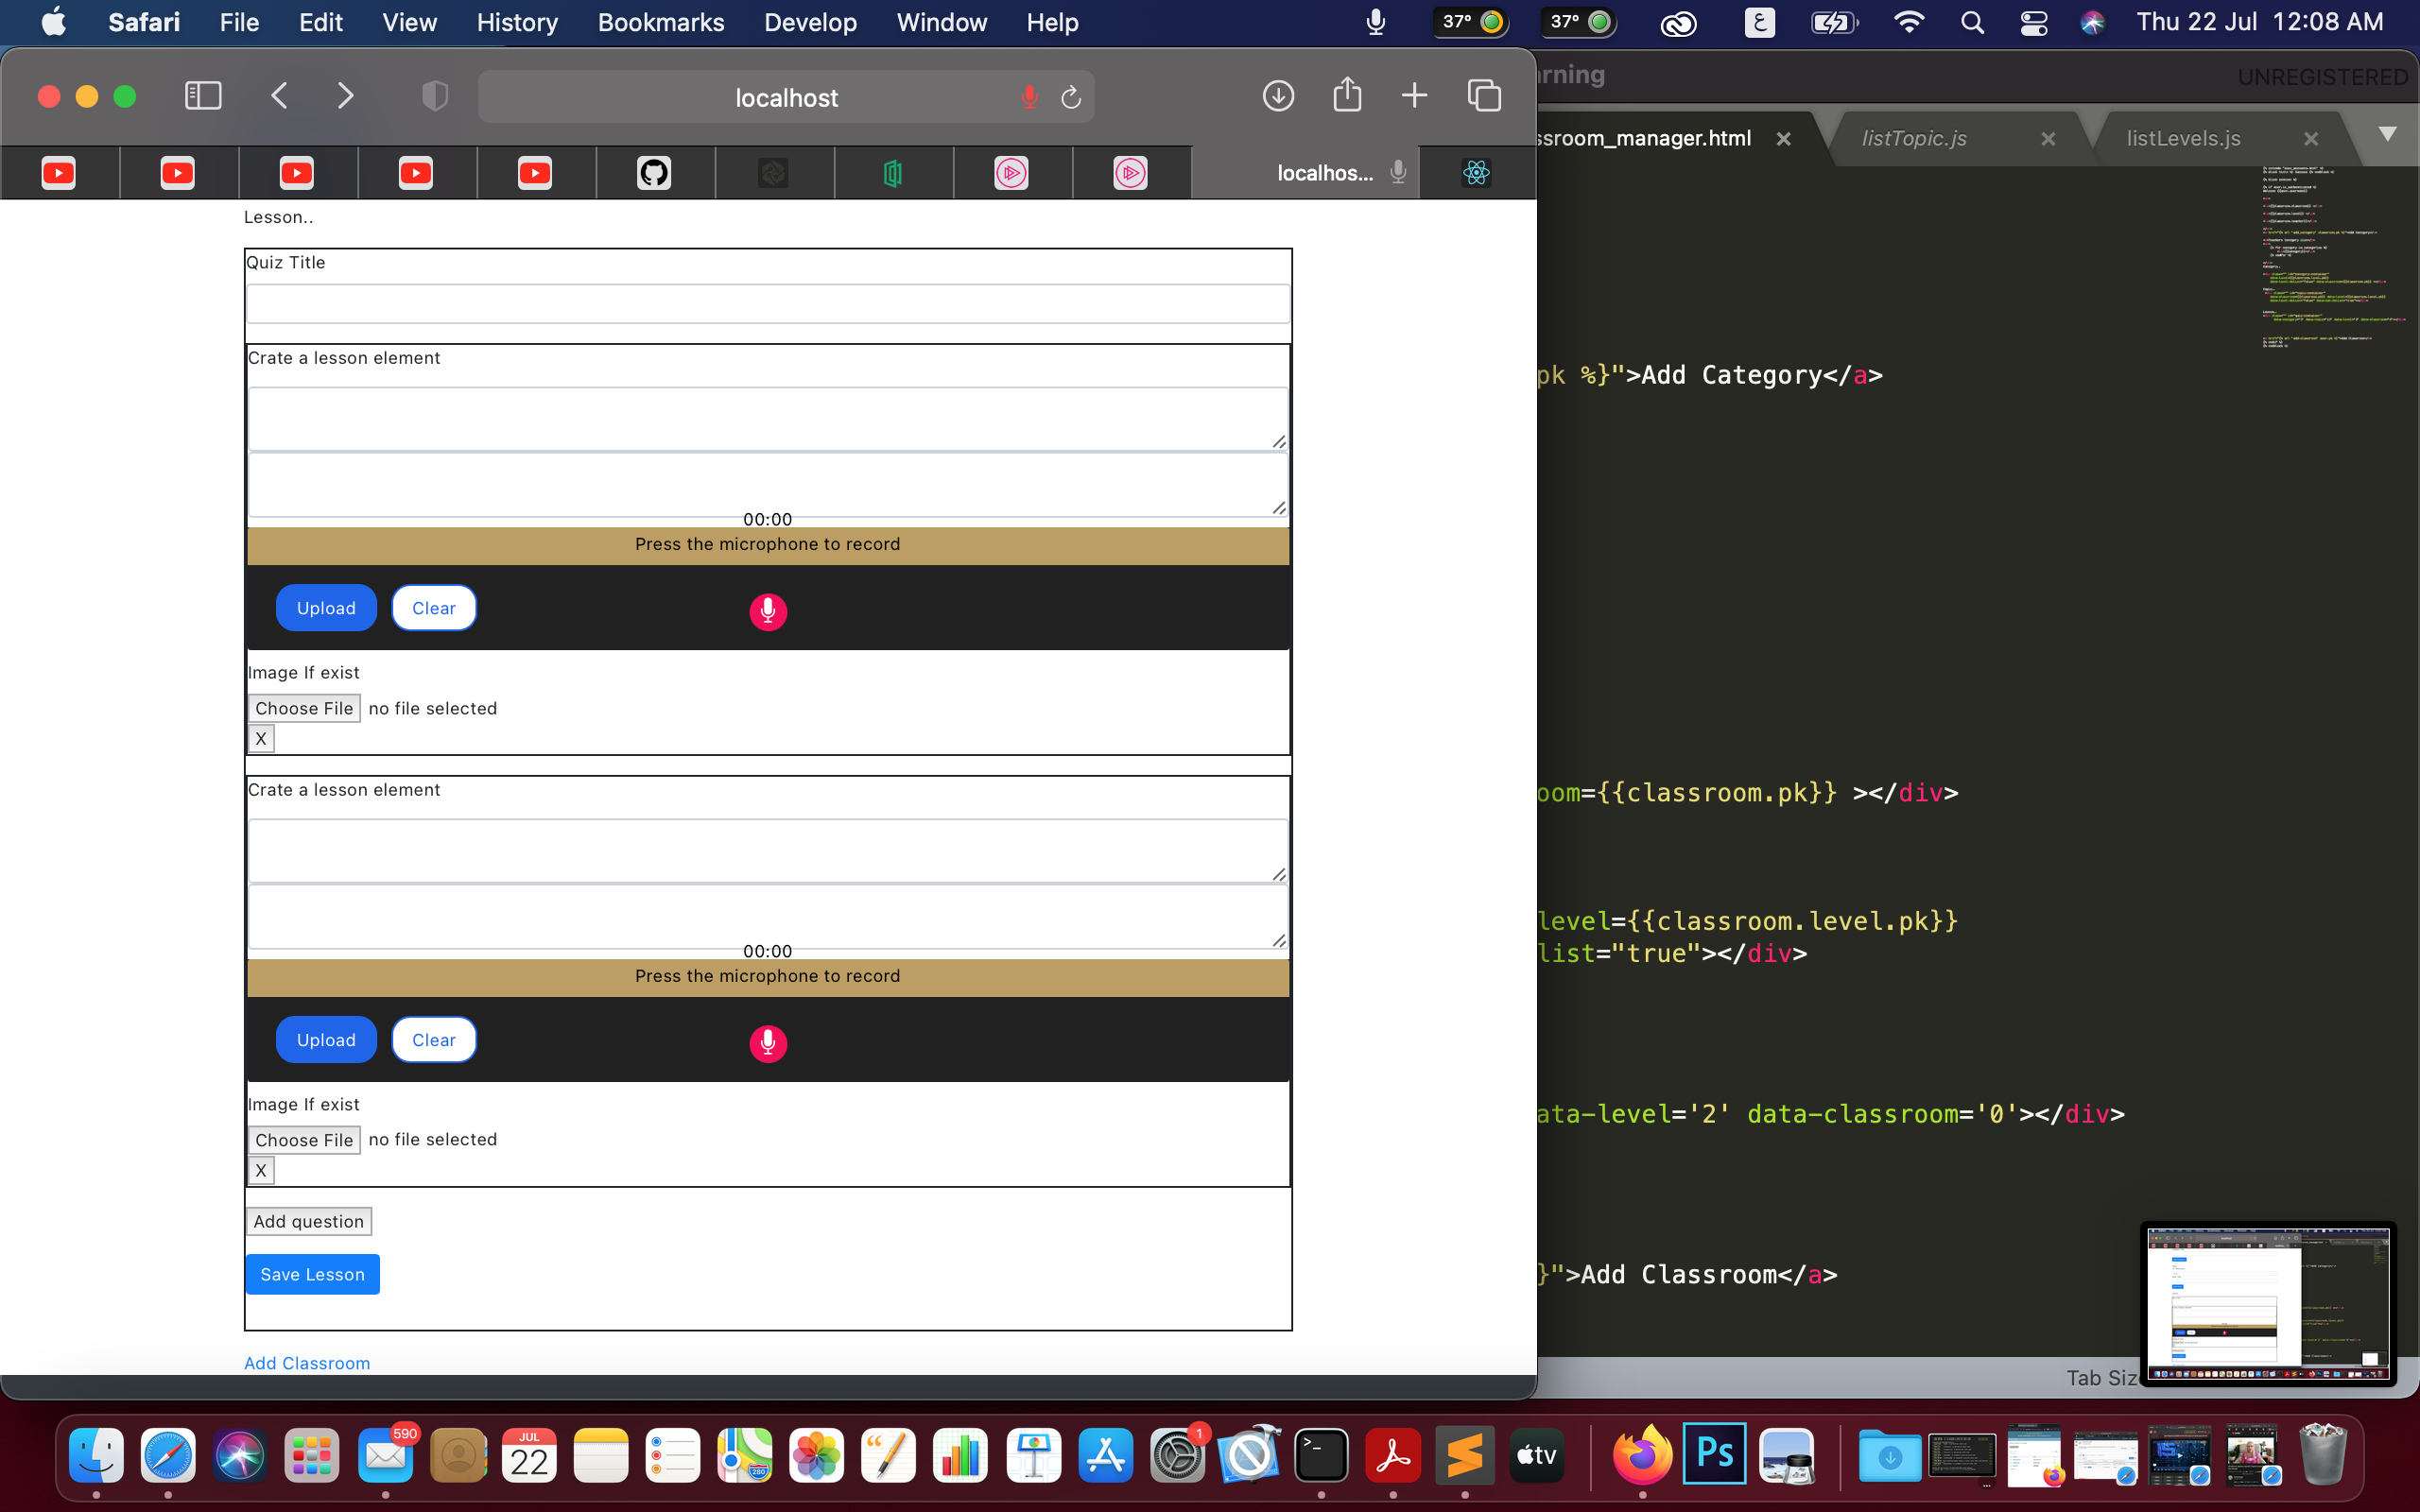 Safari File Edit View History Bookmarks Develop Window Help 37° 37° ع Thu 22 Jul 12:08 AM
localhost
rning
UNREGISTERED
localhos...
sroom_manager.html
listTopic.js
listLevels.js
Lesson..
Quiz Title
Crate a lesson element
00:00
Press the microphone to record
Upload Clear
Image If exist
Choose File no file selected
X
Crate a lesson element
00:00
Press the microphone to record
Upload Clear
Image If exist
Choose File no file selected
X
Add question
Save Lesson
Add Classroom
pk %}">Add Category</a>
oom={{classroom.pk}} ></div>
level={{classroom.level.pk}}
list="true"></div>
ata-level='2' data-classroom='0'></div>
}">Add Classroom</a>
Tab Siz
590
JUL
22
280
1
>_
tv
Ps